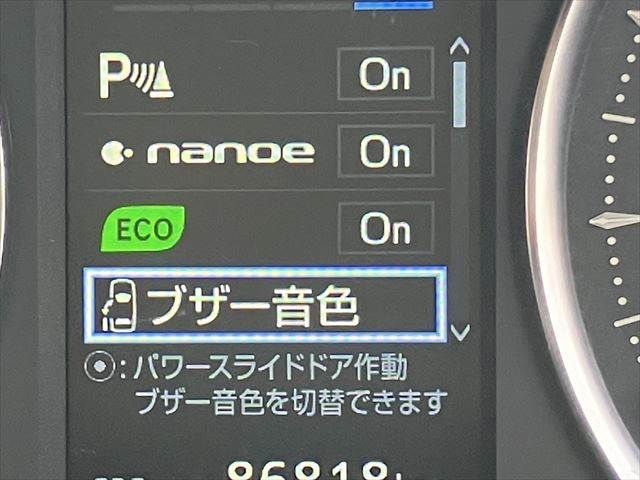 P On
nanoe On
ECO On
ブザー音色
:パワースライドドア作動
ブザー音色を切替できます
86818